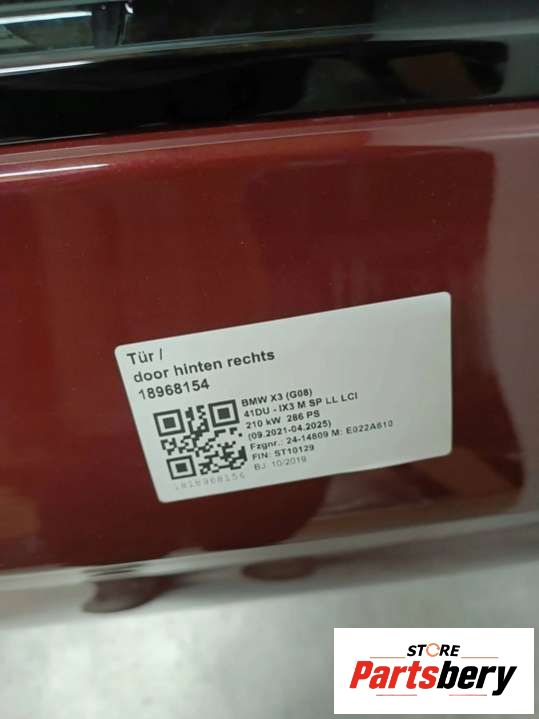 Tür /
door hinten rechts
18968154
BMW X3 (G08)
41DU - IX3 M SP LL LCI
210 kW 286 PS
(09.2021-04.2025)
Fzgnr.: 24-14809 M: E022A610
FIN: ST10129
BJ: 10/2019
1818968154
STORE
Partsbery